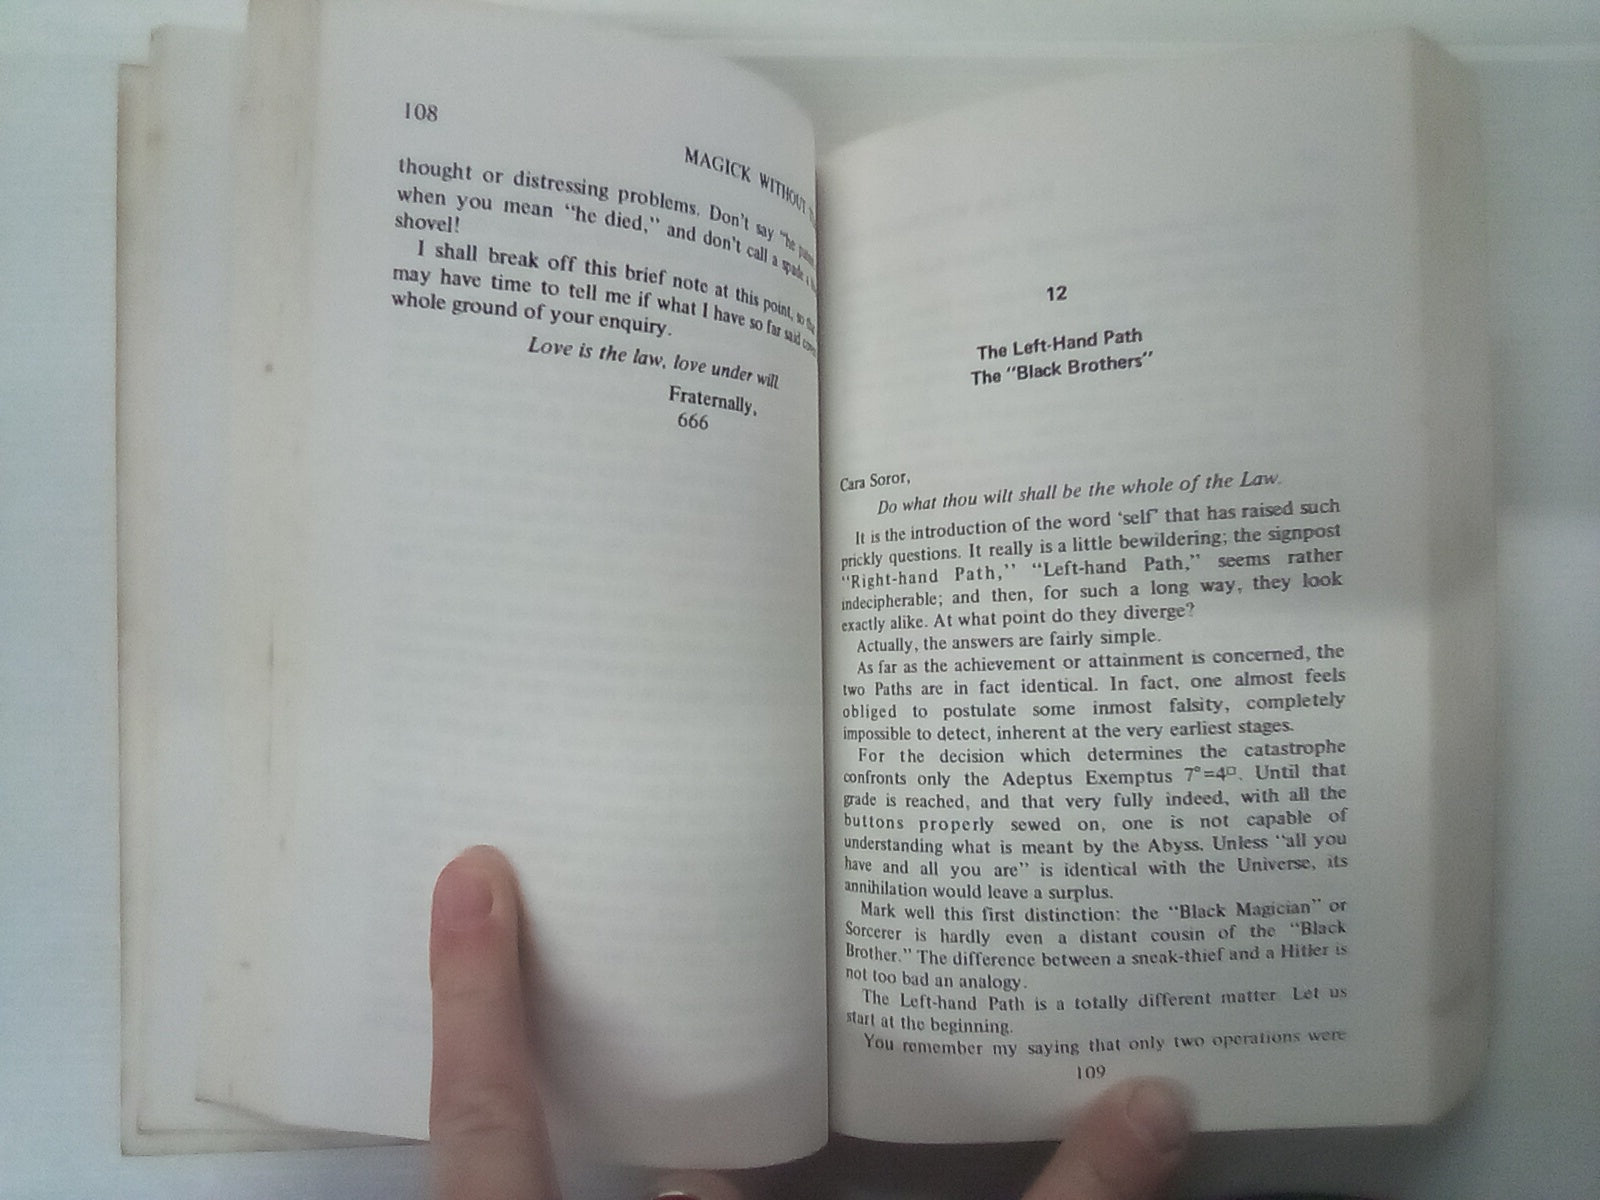 108
MAGICK WITHOUT
thought or distressing problems. Don't say "he
when you mean "he died," and don't call a spade a
shovel!
I shall break off this brief note at this point, so
may have time to tell me if what I have so far said
whole ground of your enquiry.
Love is the law, love under will.
Fraternally,
666
12
The Left-Hand Path
The "Black Brothers"
Cara Soror,
Do what thou wilt shall be the whole of the Law.
It is the introduction of the word 'self' that has raised such
prickly questions. It really is a little bewildering; the signpost
"Right-hand Path," "Left-hand Path," seems rather
indecipherable; and then, for such a long way, they look
exactly alike. At what point do they diverge?
Actually, the answers are fairly simple.
As far as the achievement or attainment is concerned, the
two Paths are in fact identical. In fact, one almost feels
obliged to postulate some inmost falsity, completely
impossible to detect, inherent at the very earliest stages.
For the decision which determines the catastrophe
confronts only the Adeptus Exemptus 7°=4□. Until that
grade is reached, and that very fully indeed, with all the
buttons properly sewed on, one is not capable of
understanding what is meant by the Abyss. Unless "all you
have and all you are" is identical with the Universe, its
annihilation would leave a surplus.
Mark well this first distinction: the "Black Magician" or
Sorcerer is hardly even a distant cousin of the "Black
Brother." The difference between a sneak-thief and a Hitler is
not too bad an analogy.
The Left-hand Path is a totally different matter. Let us
start at the beginning.
You remember my saying that only two operations were
109